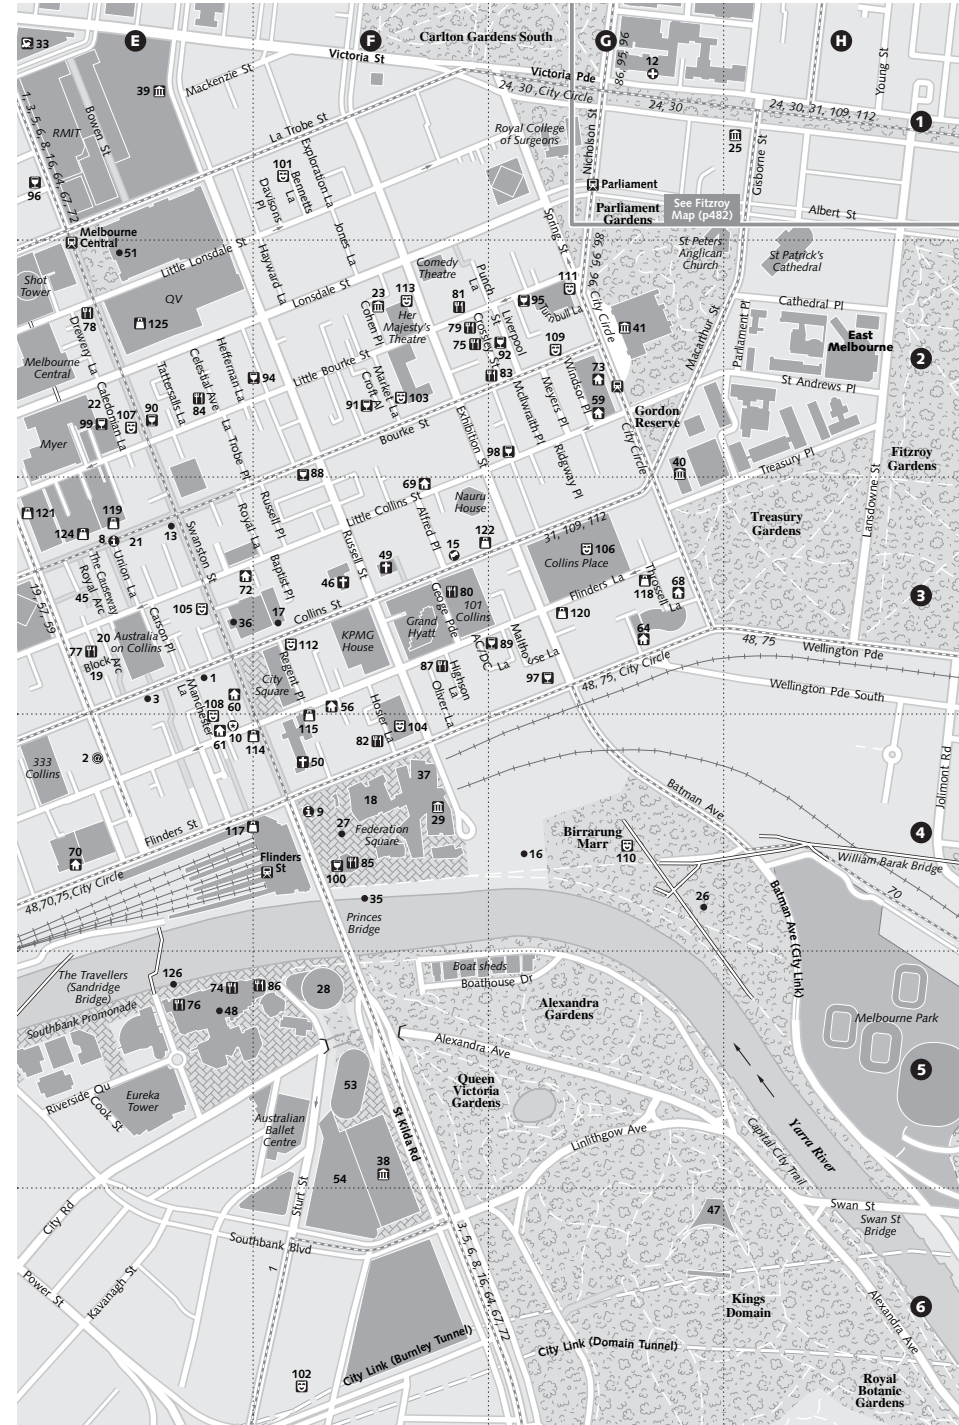 E
F
G
H
33
Carlton Gardens South
86, 95, 96
12
Young St
Victoria St
Mackenzie St
39
Victoria Pde
24, 30 ,City Circle
24, 30
24, 30, 31, 109, 112
1
1, 3, 5, 6, 8, 16, 64, 67, 72
Bowen St
RMIT
La Trobe St
Royal College
of Surgeons
Nicholson St
25
Gisborne St
101
Exploration La
Bennetts
La
Davisons
Pl
96
Parliament
Parliament
Gardens
See Fitzroy
Map (p482)
Albert St
Melbourne
Central
51
Jones La
Spring St
Little Lonsdale St
Hayward La
Comedy
Theatre
St Peters
Anglican
Church
St Patrick's
Cathedral
86, 95, 96
Shot
Tower
QV
Lonsdale St
Punch
La
111
City Circle
Cathedral Pl
125
23
113
81
95
Turnbull La
Cohen Pl
Her
Majesty's
Theatre
78
79
75
Crossley St
Liverpool
St
92
109
41
Macarthur St
Parliament Pl
East
Melbourne
2
Drewery La
Melbourne
Central
Heffernan La
Celestial Ave
Tattersalls La
Little Bourke St
94
Market La
Croft Al
103
91
83
73
Windsor Pl
59
Meyers Pl
McIlwraith Pl
St Andrews Pl
22
99
Caledonian La
107
90
84
Myer
La Trobe Pl
Bourke St
Exhibition St
98
Ridgway Pl
Gordon
Reserve
City Circle
40
Treasury Pl
Fitzroy
Gardens
Lansdowne St
88
69
Little Collins St
Nauru
House
Treasury
Gardens
121
119
124
8
21
13
Russell Pl
Royal La
Swanston St
Alfred Pl
122
31, 109, 112
15
106
Collins Place
The Causeway
Royal Arc
Union La
Russell St
49
46
72
Baptist Pl
Collins St
80
101
Collins
George Pde
Flinders La
118
68
Throssell La
3
19, 57, 59
45
105
Carson Pl
36
17
120
20
77
Australia
on Collins
Block Arc
19
112
KPMG
House
Grand
Hyatt
AC/DC La
89
Malthouse La
64
48, 75
Wellington Pde
City
Square
Regent Pl
87
Higson
La
Oliver La
97
48, 75, City Circle
Wellington Pde South
1
3
Manchester
La
108
60
10
61
114
56
115
Hosier La
104
82
Jolimont Rd
333
Collins
2
50
37
18
29
9
27
Federation
Square
Batman Ave
Flinders St
117
Birrarung
Marr
110
4
William Barak Bridge
70
Flinders
St
85
100
16
26
70
48,70,75,City Circle
35
Princes
Bridge
Batman Ave (City Link)
The Travellers
(Sandridge
Bridge)
126
Southbank Promenade
74
86
76
48
28
Boat sheds
Boathouse Dr
Alexandra
Gardens
Melbourne Park
Alexandra Ave
5
53
Queen
Victoria
Gardens
Riverside Qu
Cook St
Eureka
Tower
Australian
Ballet
Centre
St Kilda Rd
Linlithgow Ave
Capital City Trail
Yarra River
38
54
Sturt St
City Rd
47
Swan St
Swan St
Bridge
Southbank Blvd
1
3, 5, 6, 8, 16, 64, 67, 72
Power St
Kavanagh St
Kings
Domain
Alexandra Ave
6
City Link (Burnley Tunnel)
City Link (Domain Tunnel)
102
Royal
Botanic
Gardens